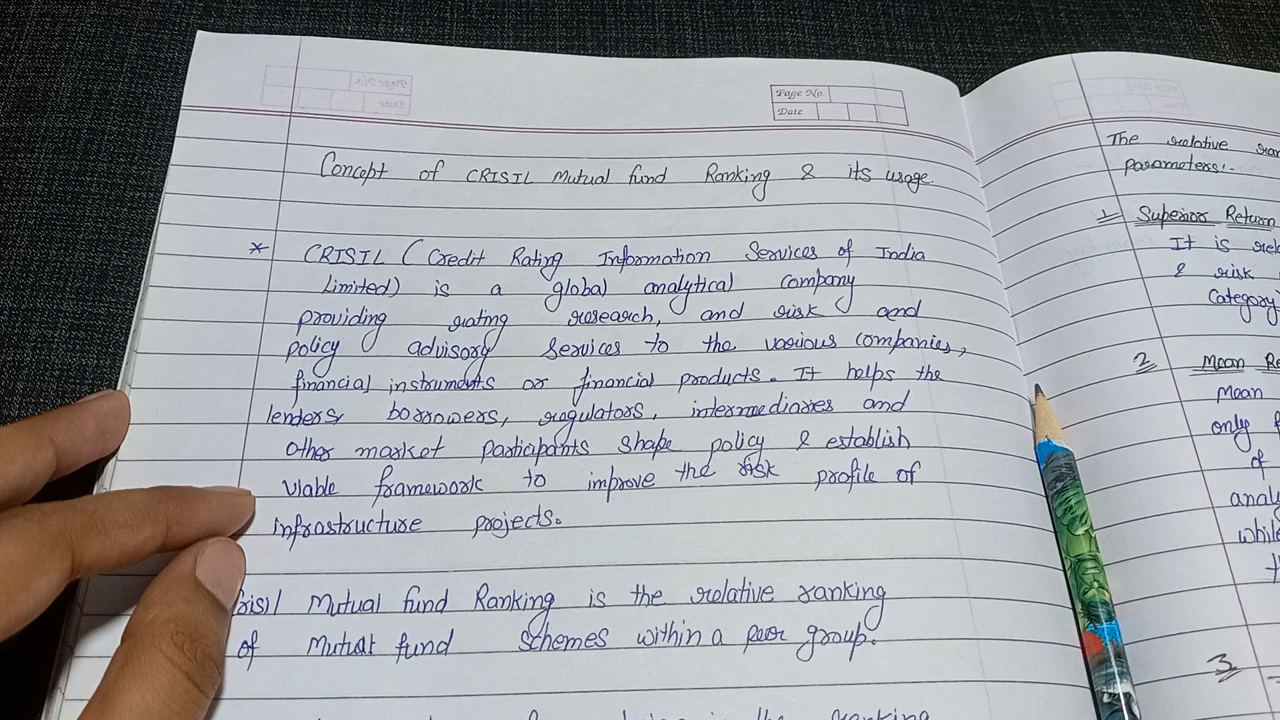 Page No.
Date
Concept of CRISIL Mutual fund Ranking & its usage.
* CRISIL (Credit Rating Information Services of India
Limited) is a global analytical company
providing rating research, and risk and
policy advisory services to the various companies,
financial instruments or financial products. It helps the
lenders, borrowers, regulators, intermediaries and
other market participants shape policy & establish
viable framework to improve the risk profile of
infrastructure projects.
Mutual fund Ranking is the relative ranking
of Mutual fund schemes within a peer group.
the ranking
The relative
parameters:-
1 Superior Return
It is
& risk
Category
2 Mean
Mean
only
of
while
3